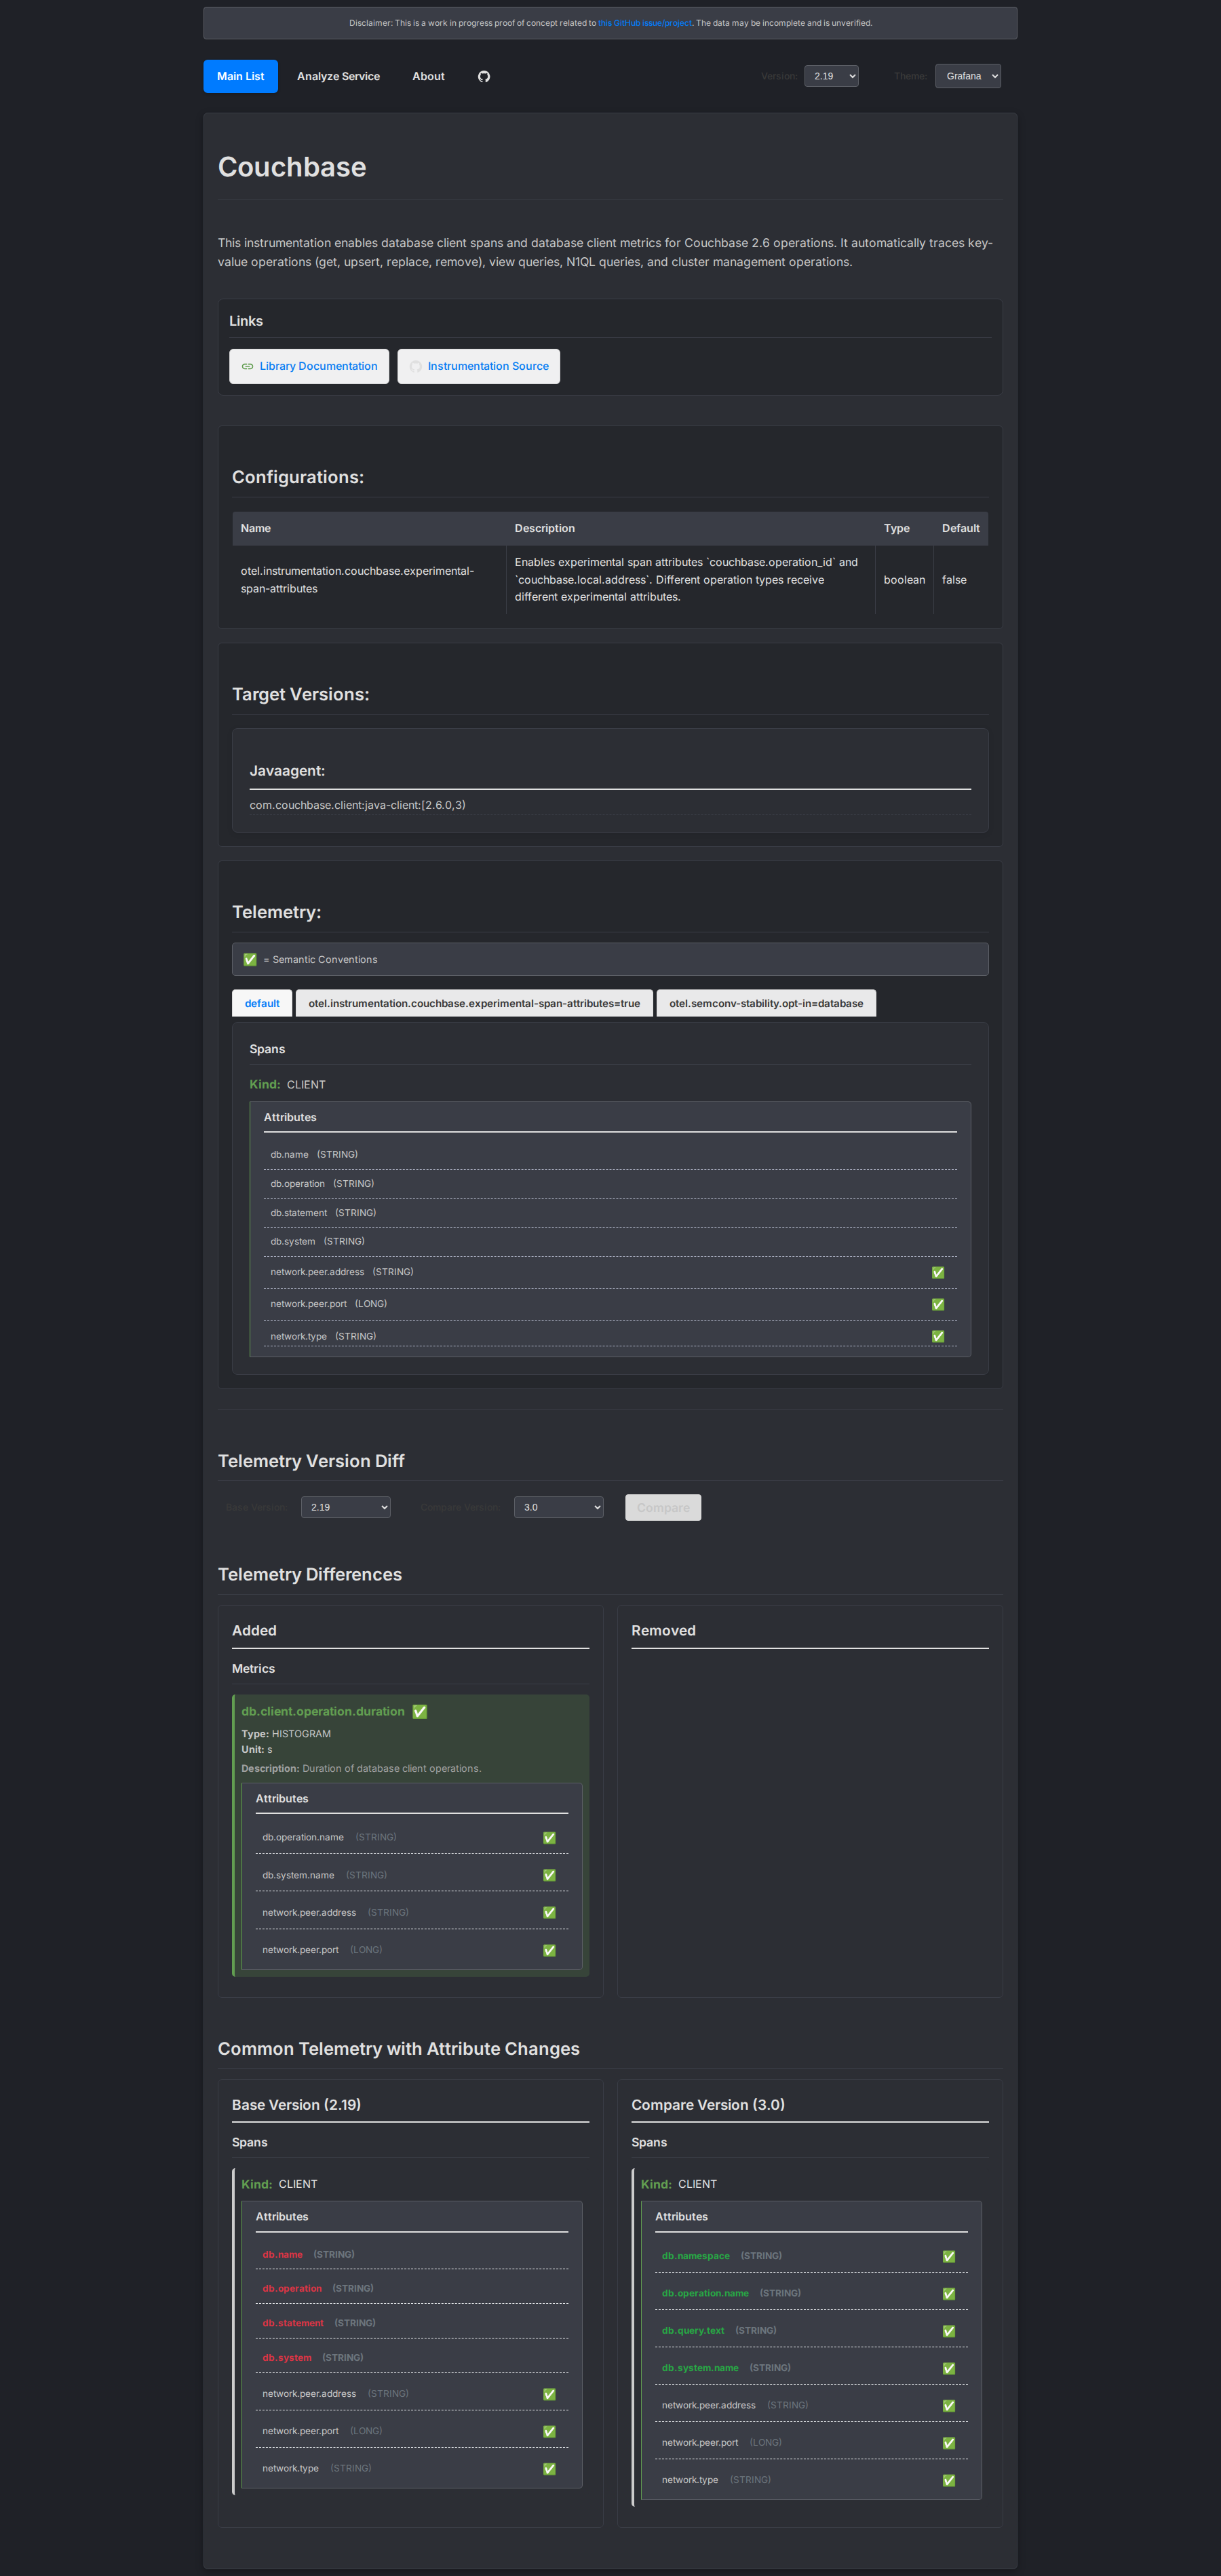 Disclaimer: This is a work in progress proof of concept related to this GitHub issue/project. The data may be incomplete and is unverified.
Main List
Analyze Service
About
Version:
2.19
Theme:
Grafana
Couchbase
This instrumentation enables database client spans and database client metrics for Couchbase 2.6 operations. It automatically traces key-
value operations (get, upsert, replace, remove), view queries, N1QL queries, and cluster management operations.
Links
Library Documentation
Instrumentation Source
Configurations:
Name Description Type Default
otel.instrumentation.couchbase.experimental-
span-attributes
Enables experimental span attributes `couchbase.operation_id` and
`couchbase.local.address`. Different operation types receive
different experimental attributes.
boolean
false
Target Versions:
Javaagent:
com.couchbase.client:java-client:[2.6.0,3)
Telemetry:
✅ = Semantic Conventions
default
otel.instrumentation.couchbase.experimental-span-attributes=true
otel.semconv-stability.opt-in=database
Spans
Kind: CLIENT
Attributes
db.name (STRING)
db.operation (STRING)
db.statement (STRING)
db.system (STRING)
network.peer.address (STRING) ✅
network.peer.port (LONG) ✅
network.type (STRING) ✅
Telemetry Version Diff
Base Version:
2.19
Compare Version:
3.0
Compare
Telemetry Differences
Added
Metrics
db.client.operation.duration ✅
Type: HISTOGRAM
Unit: s
Description: Duration of database client operations.
Attributes
db.operation.name (STRING) ✅
db.system.name (STRING) ✅
network.peer.address (STRING) ✅
network.peer.port (LONG) ✅
Removed
Common Telemetry with Attribute Changes
Base Version (2.19)
Spans
Kind: CLIENT
Attributes
db.name (STRING)
db.operation (STRING)
db.statement (STRING)
db.system (STRING)
network.peer.address (STRING) ✅
network.peer.port (LONG) ✅
network.type (STRING) ✅
Compare Version (3.0)
Spans
Kind: CLIENT
Attributes
db.namespace (STRING) ✅
db.operation.name (STRING) ✅
db.query.text (STRING) ✅
db.system.name (STRING) ✅
network.peer.address (STRING) ✅
network.peer.port (LONG) ✅
network.type (STRING) ✅